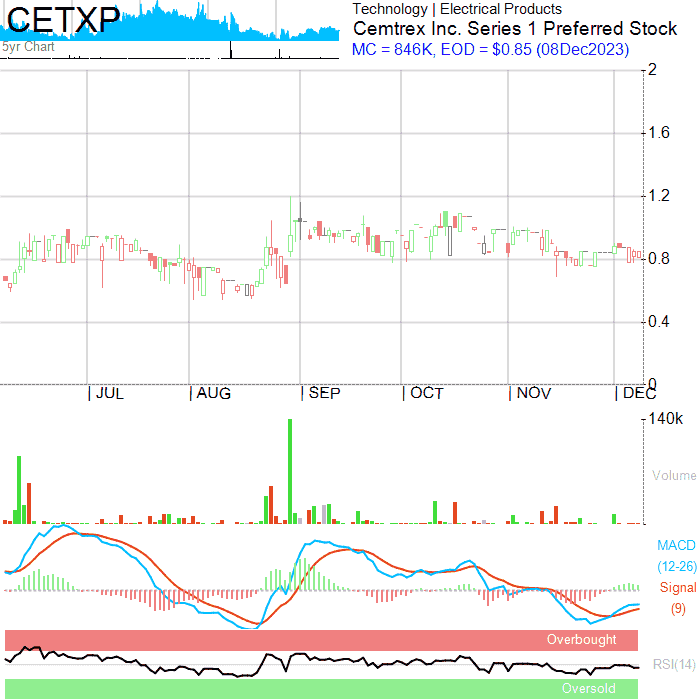 CETXP
5yr Chart
Technology | Electrical Products
Cemtrex Inc. Series 1 Preferred Stock
MC = 846K, EOD = $0.85 (08Dec2023)
2
1.6
1.2
0.8
0.4
0
JUL AUG SEP OCT NOV DEC
140k
Volume
MACD
(12-26)
Signal
(9)
Overbought
RSI(14)
Oversold